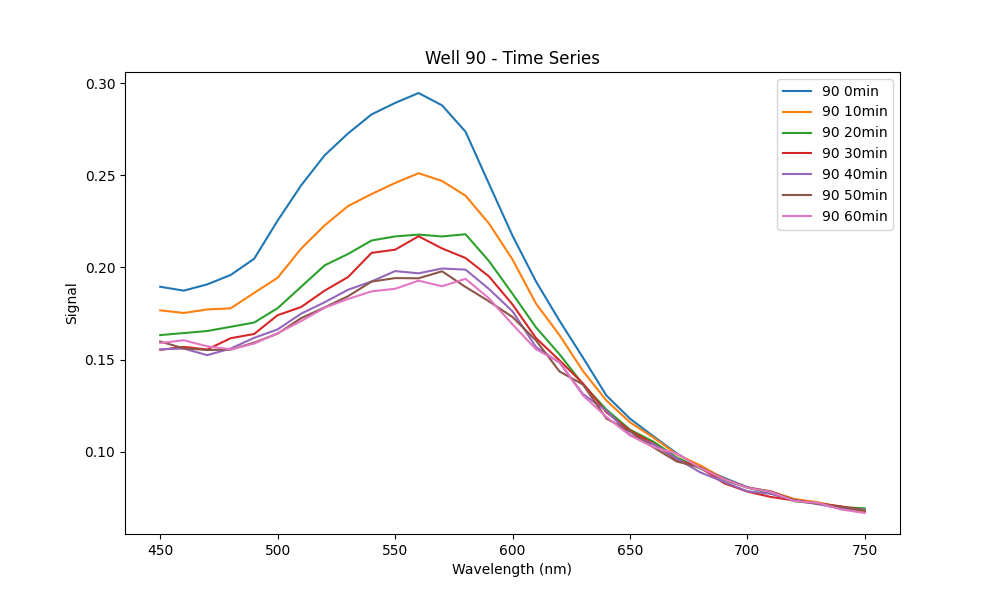 Well 90 - Time Series
0.30
0.25
0.20
0.15
0.10
Signal
450
500
550
600
650
700
750
Wavelength (nm)
90 0min
90 10min
90 20min
90 30min
90 40min
90 50min
90 60min